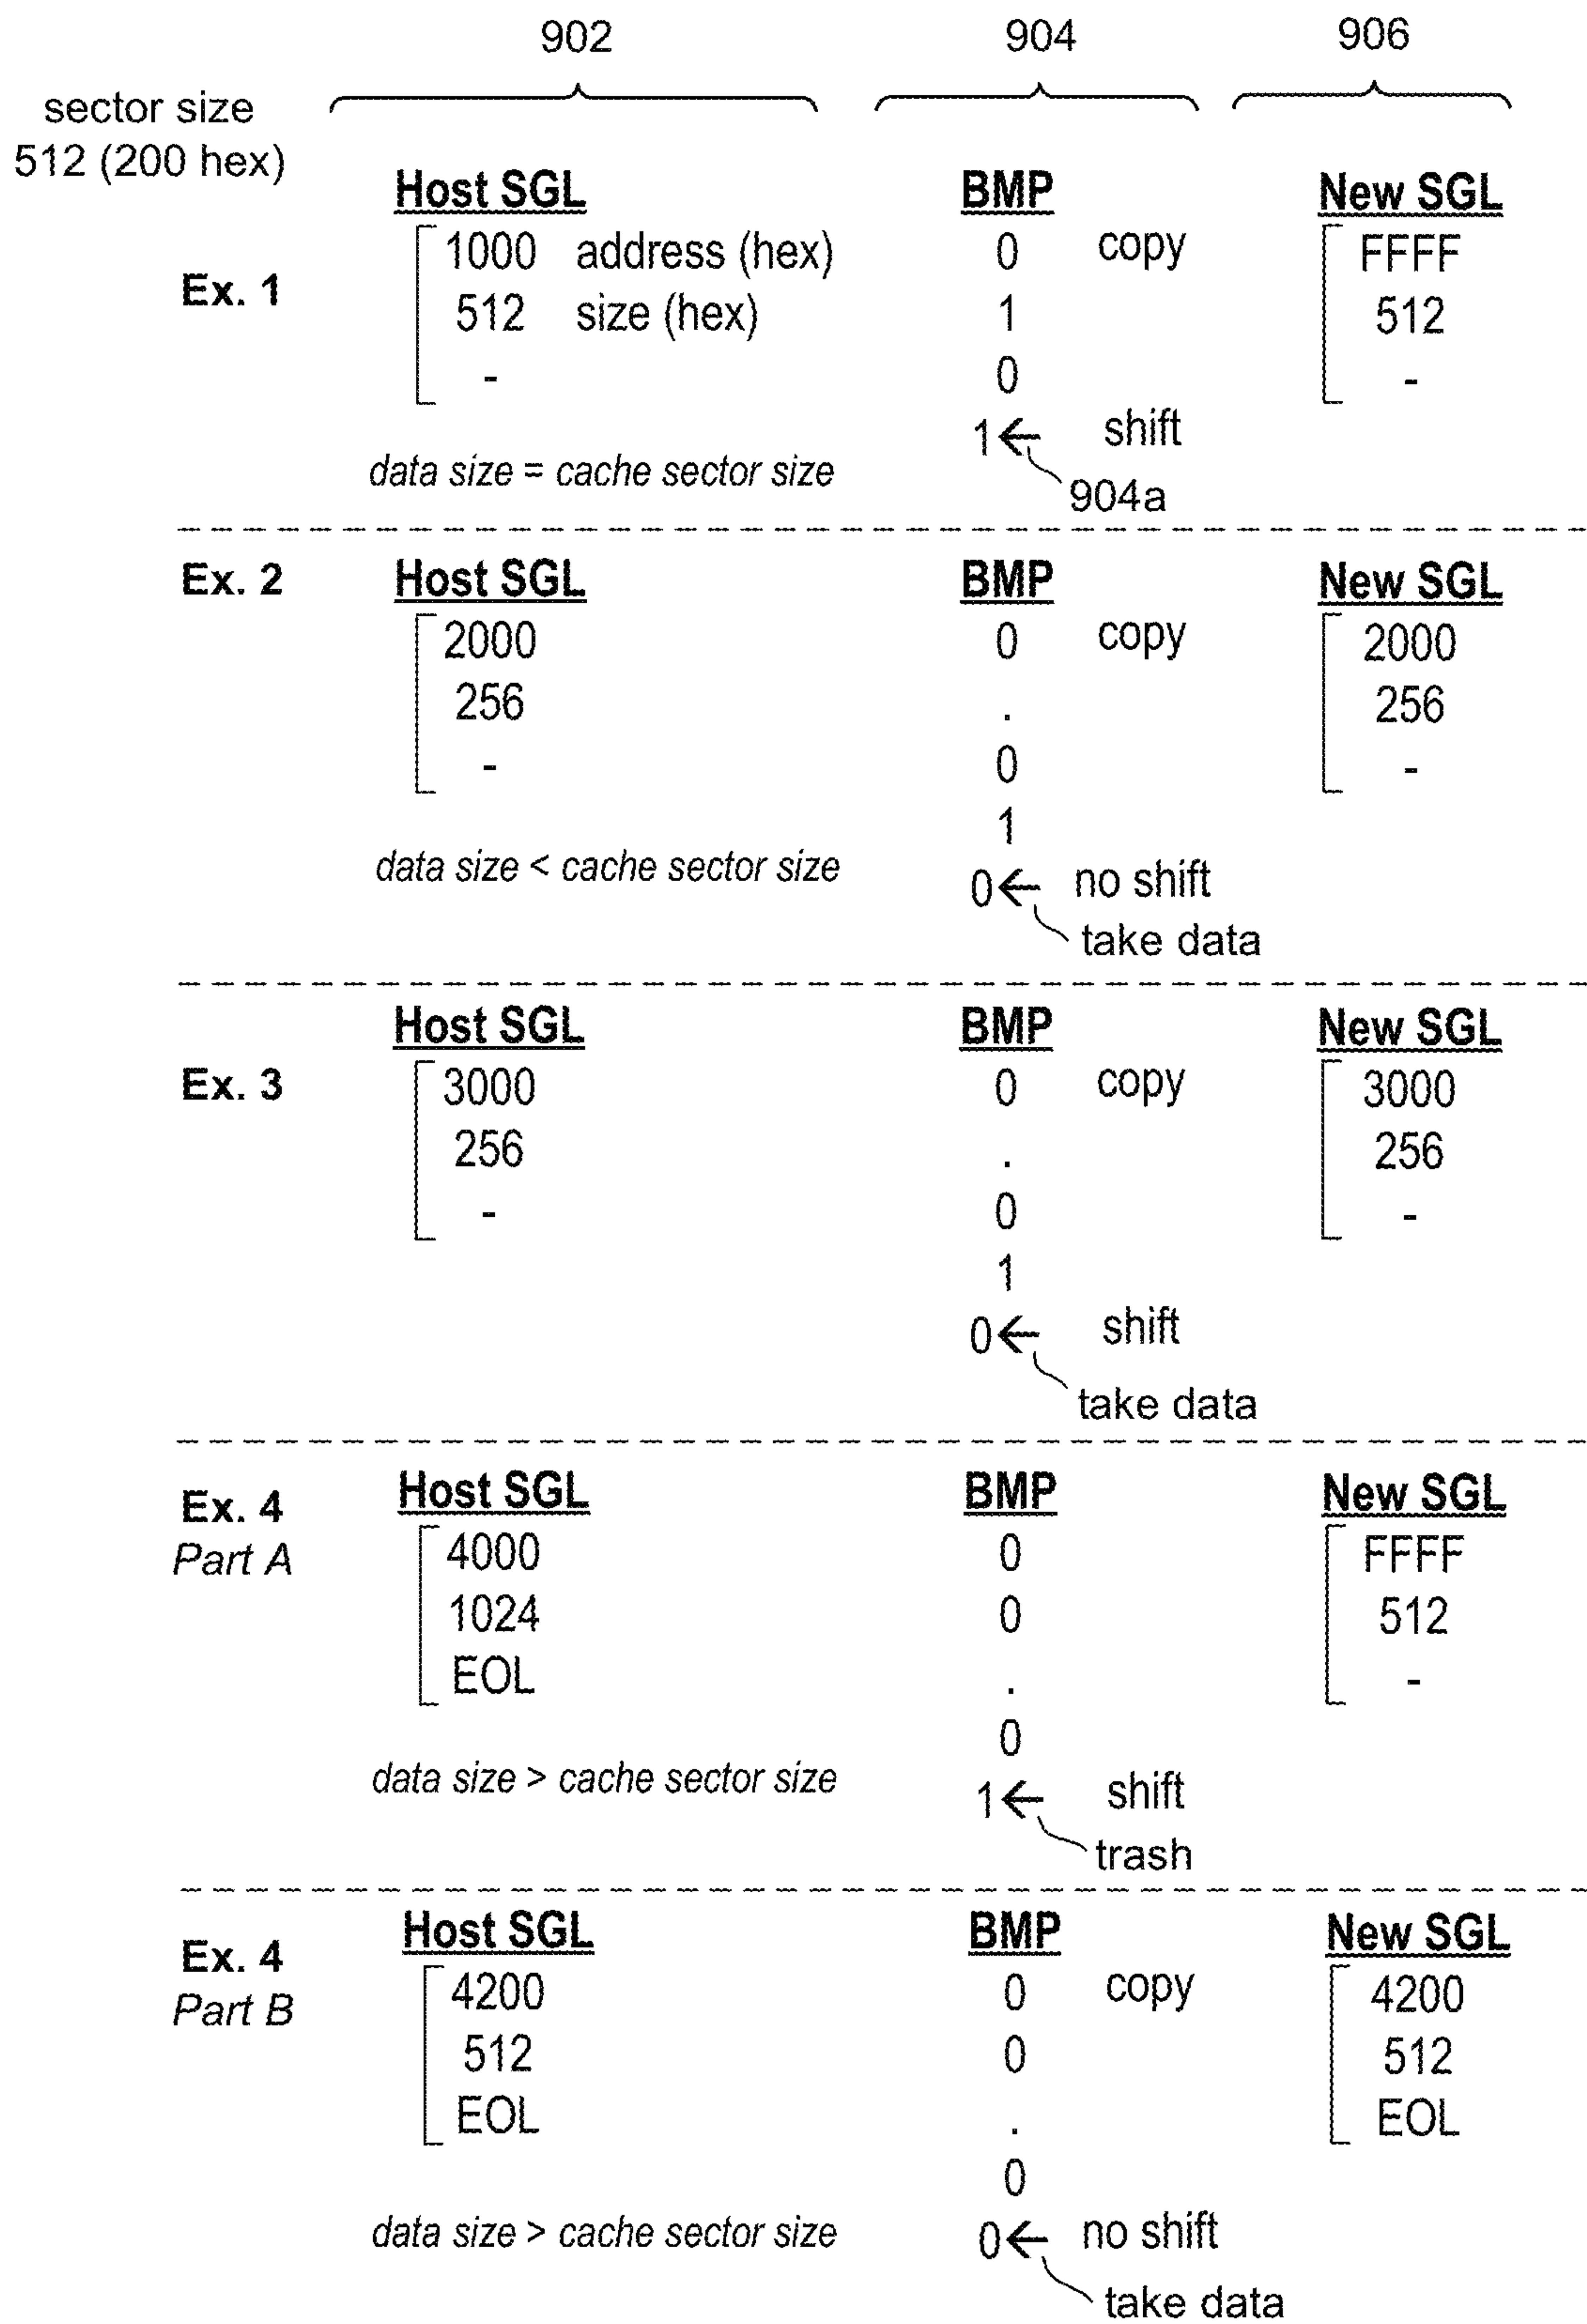 902 904 906
sector size
512 (200 hex)
Host SGL BMP New SGL
1000 address (hex) 0 copy FFFF
Ex. 1
512 size (hex) 1 512
- 0 -
1 shift
data size = cache sector size
904a
Ex. 2 Host SGL BMP New SGL
2000 0 copy 2000
256 . 256
- 0 -
1
data size < cache sector size
0 no shift
take data
Host SGL BMP New SGL
Ex. 3 3000 0 copy 3000
256 . 256
- 0 -
1
0 shift
take data
Host SGL BMP New SGL
Ex. 4
Part A
4000 0 FFFF
1024 0 512
EOL . -
0
data size > cache sector size
1 shift
trash
Host SGL BMP New SGL
Ex. 4
Part B
4200 0 copy 4200
512 0 512
EOL . EOL
0
data size > cache sector size 0 no shift
take data